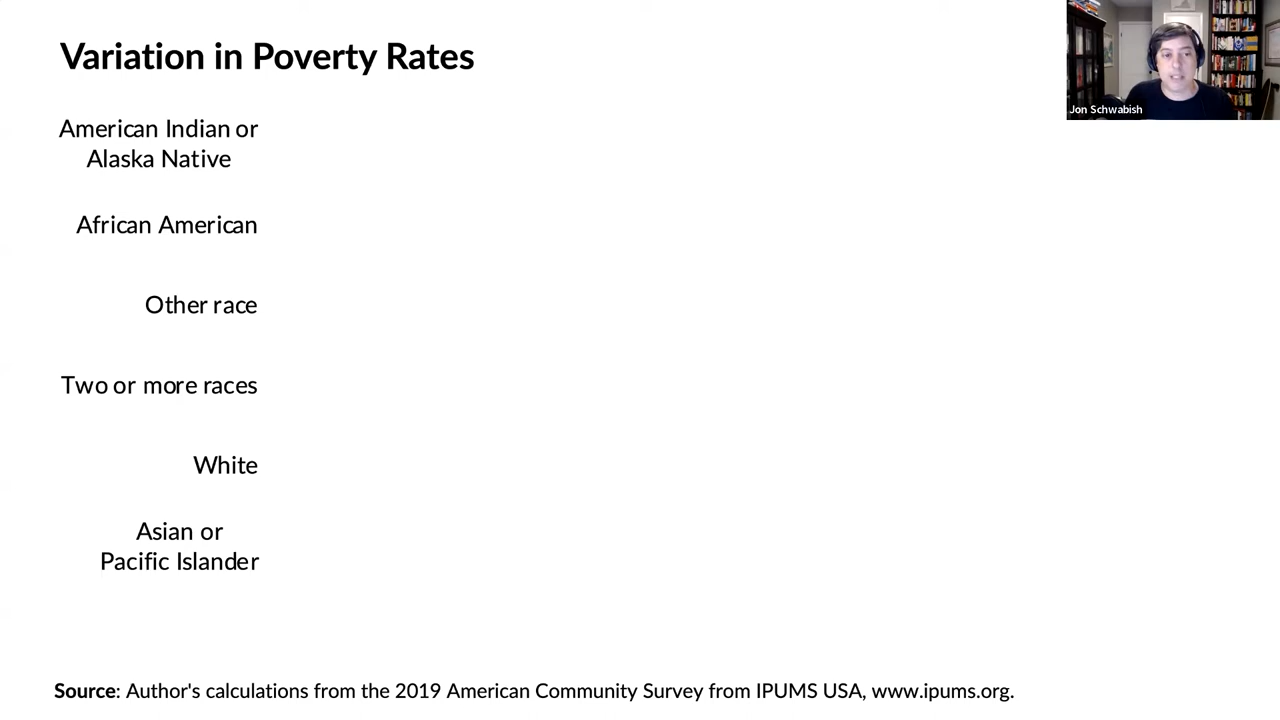 Variation in Poverty Rates
Jon Schwabish
American Indian or
Alaska Native
African American
Other race
Two or more races
White
Asian or
Pacific Islander
Source: Author's calculations from the 2019 American Community Survey from IPUMS USA, www.ipums.org.